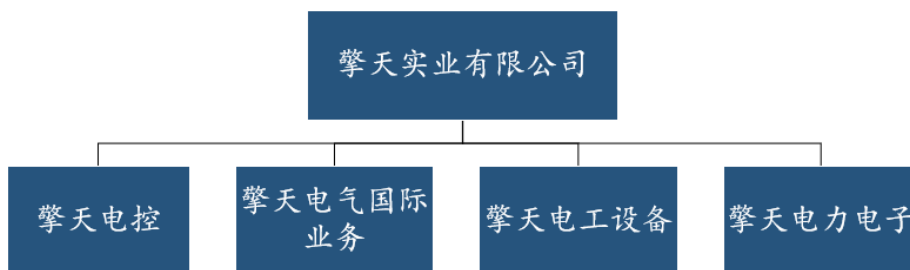 擎天实业有限公司
擎天电控
擎天电气国际
业务
擎天电工设备
擎天电力电子